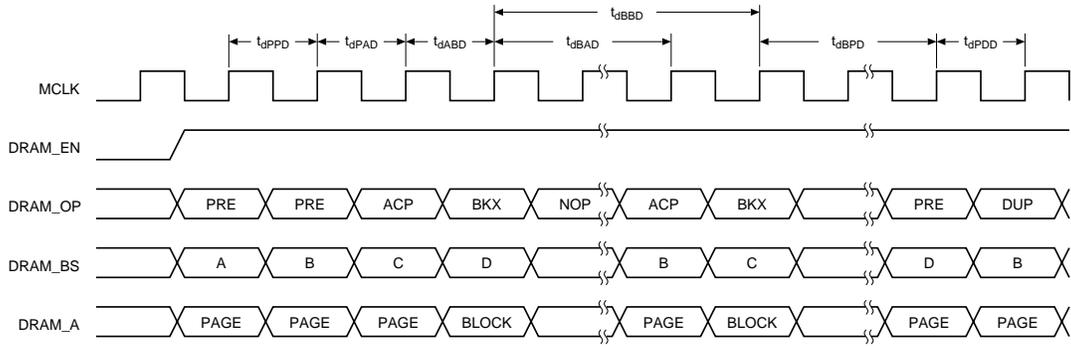 tdBBD
tdPPD tdPAD tdABD tdBAD tdBPD tdPDD
MCLK
DRAM_EN
DRAM_OP PRE PRE ACP BKX NOP ACP BKX PRE DUP
DRAM_BS A B C D B C D B
DRAM_A PAGE PAGE PAGE BLOCK PAGE BLOCK PAGE PAGE